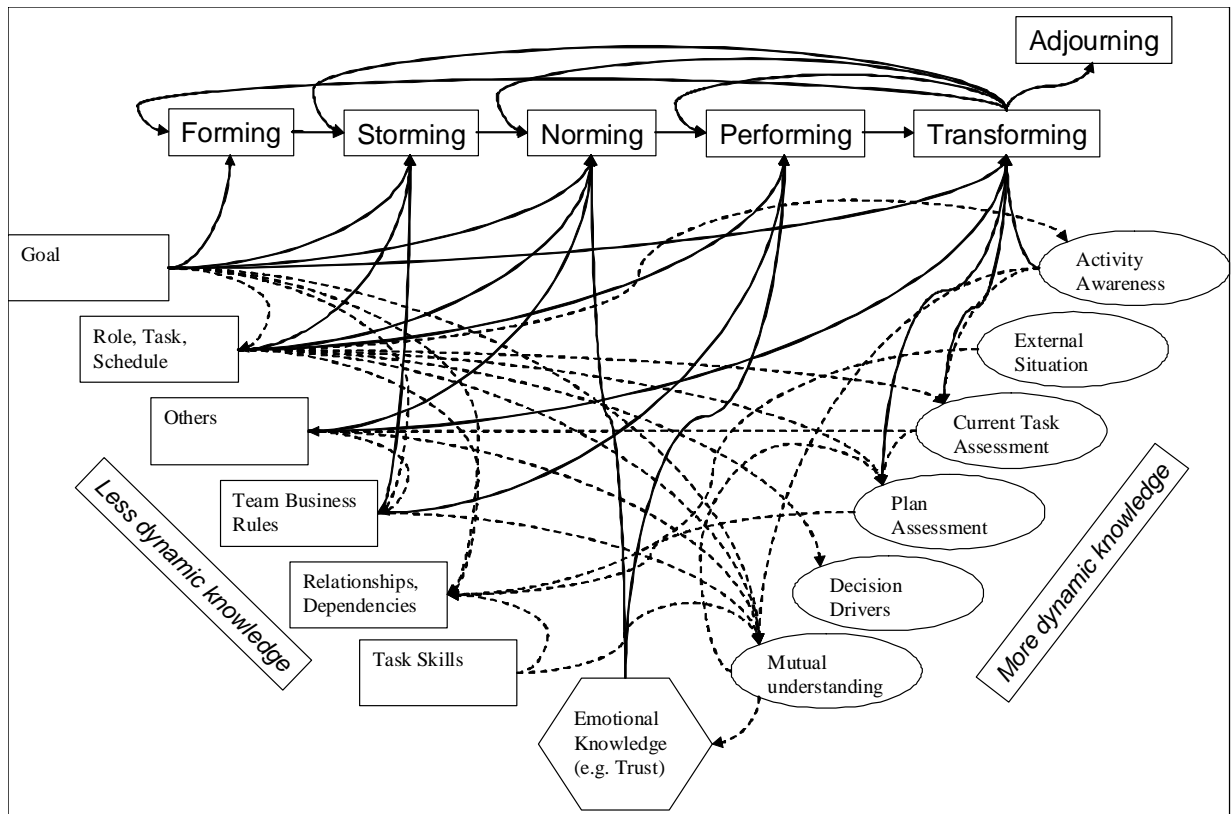 Adjourning
Forming
Storming
Norming
Performing
Transforming
Goal
Activity
Awareness
Role, Task,
Schedule
External
Situation
Others
Current Task
Assessment
Team Business
Rules
Plan
Assessment
Less dynamic knowledge
More dynamic knowledge
Relationships,
Dependencies
Decision
Drivers
Task Skills
Mutual
understanding
Emotional
Knowledge
(e.g. Trust)